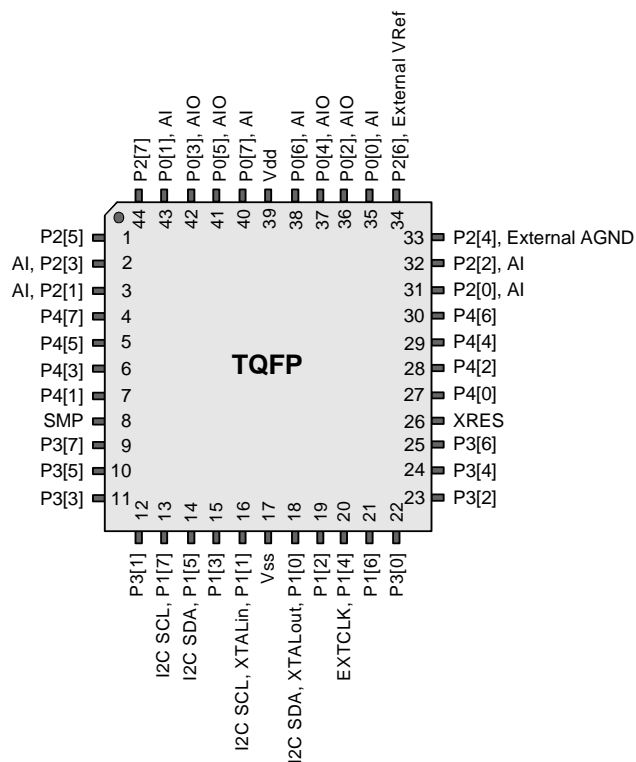 P2[7]
P0[1], AI
P0[3], AIO
P0[5], AIO
P0[7], AI
Vdd
P0[6], AI
P0[4], AIO
P0[2], AIO
P0[0], AI
P2[6], External VRef
44
43
42
41
40
39
38
37
36
35
34
P2[5] 1
AI, P2[3] 2
AI, P2[1] 3
P4[7] 4
P4[5] 5
P4[3] 6
P4[1] 7
SMP 8
P3[7] 9
P3[5] 10
P3[3] 11
TQFP
33 P2[4], External AGND
32 P2[2], AI
31 P2[0], AI
30 P4[6]
29 P4[4]
28 P4[2]
27 P4[0]
26 XRES
25 P3[6]
24 P3[4]
23 P3[2]
12
13
14
15
16
17
18
19
20
21
22
P3[1]
I2C SCL, P1[7]
I2C SDA, P1[5]
P1[3]
I2C SCL, XTALin, P1[1]
Vss
I2C SDA, XTALout, P1[0]
P1[2]
EXTCLK, P1[4]
P1[6]
P3[0]